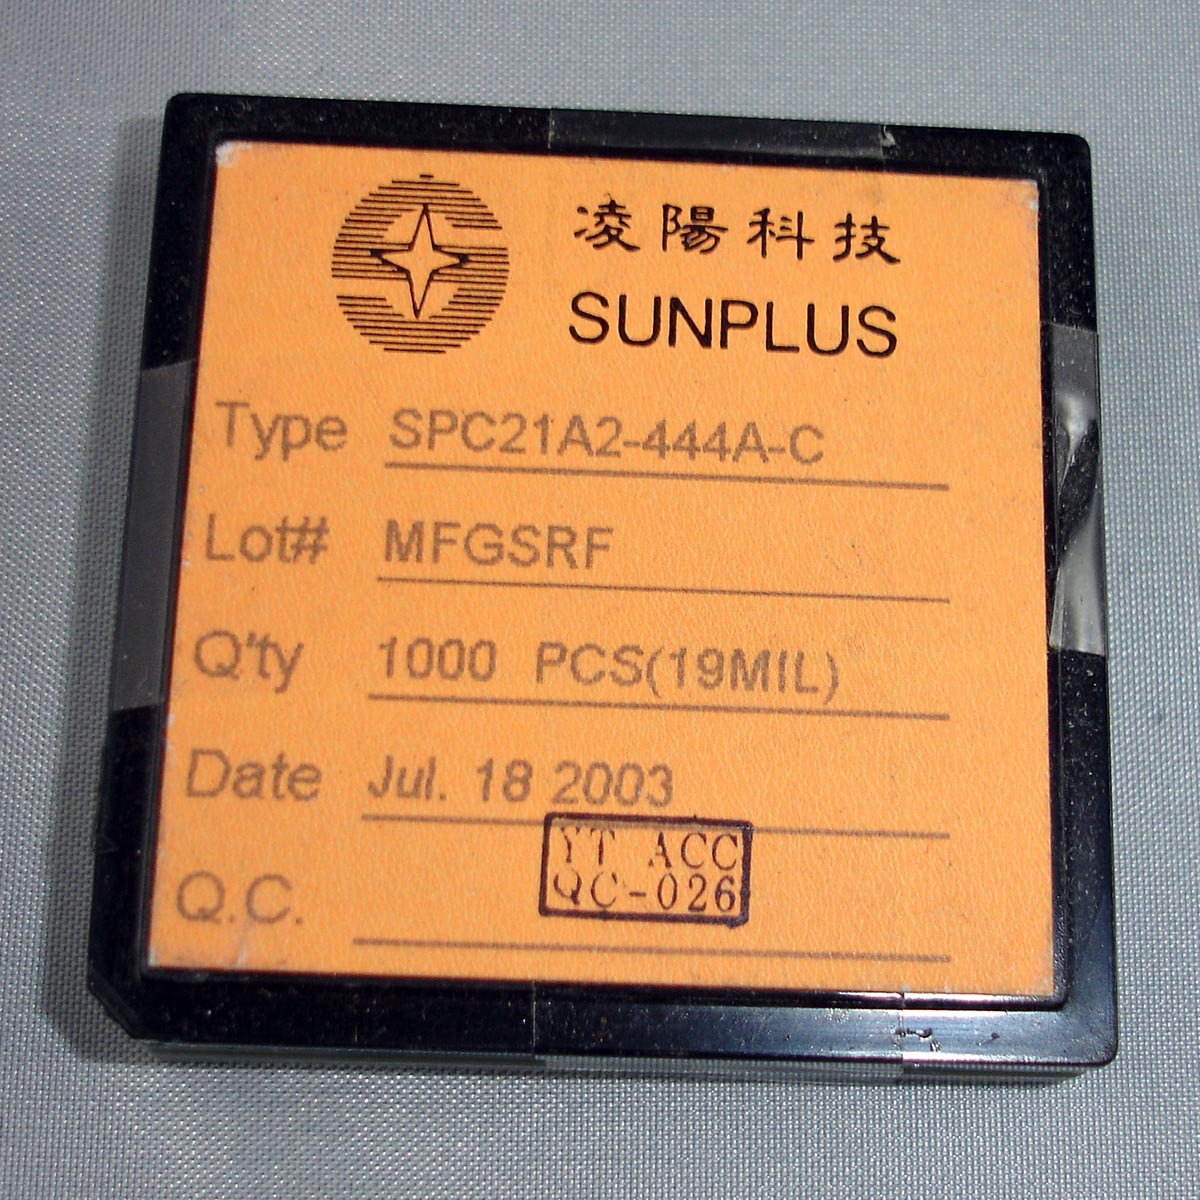 凌陽科技
SUNPLUS
Type SPC21A2-444A-C
Lot# MFGSRF
Q'ty 1000 PCS(19MIL)
Date Jul. 18 2003
Q.C. YT ACC
QC-026